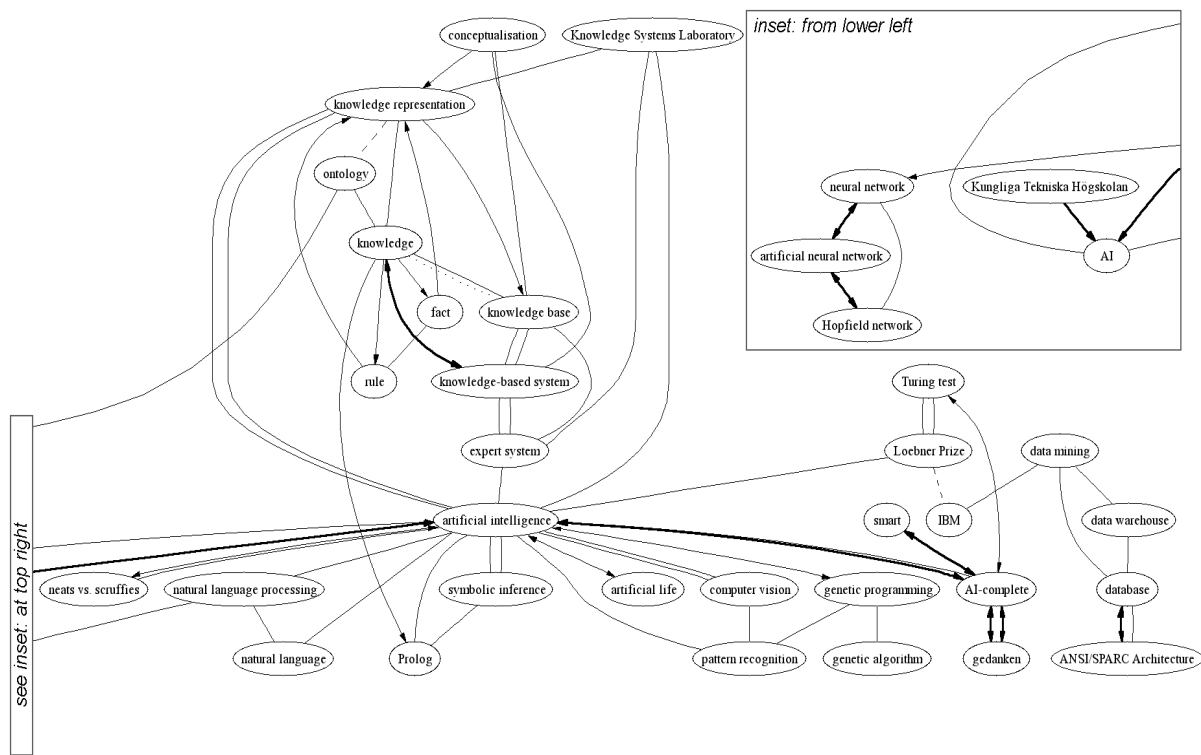 conceptualisation
Knowledge Systems Laboratory
inset: from lower left
knowledge representation
ontology
neural network
Kungliga Tekniska Högskolan
knowledge
artificial neural network
AI
fact
knowledge base
Hopfield network
rule
knowledge-based system
Turing test
expert system
Loebner Prize
data mining
see inset: at top right
artificial intelligence
smart
IBM
data warehouse
neats vs. scruffies
natural language processing
symbolic inference
artificial life
computer vision
genetic programming
AI-complete
database
natural language
Prolog
pattern recognition
genetic algorithm
gedanken
ANSI/SPARC Architecture